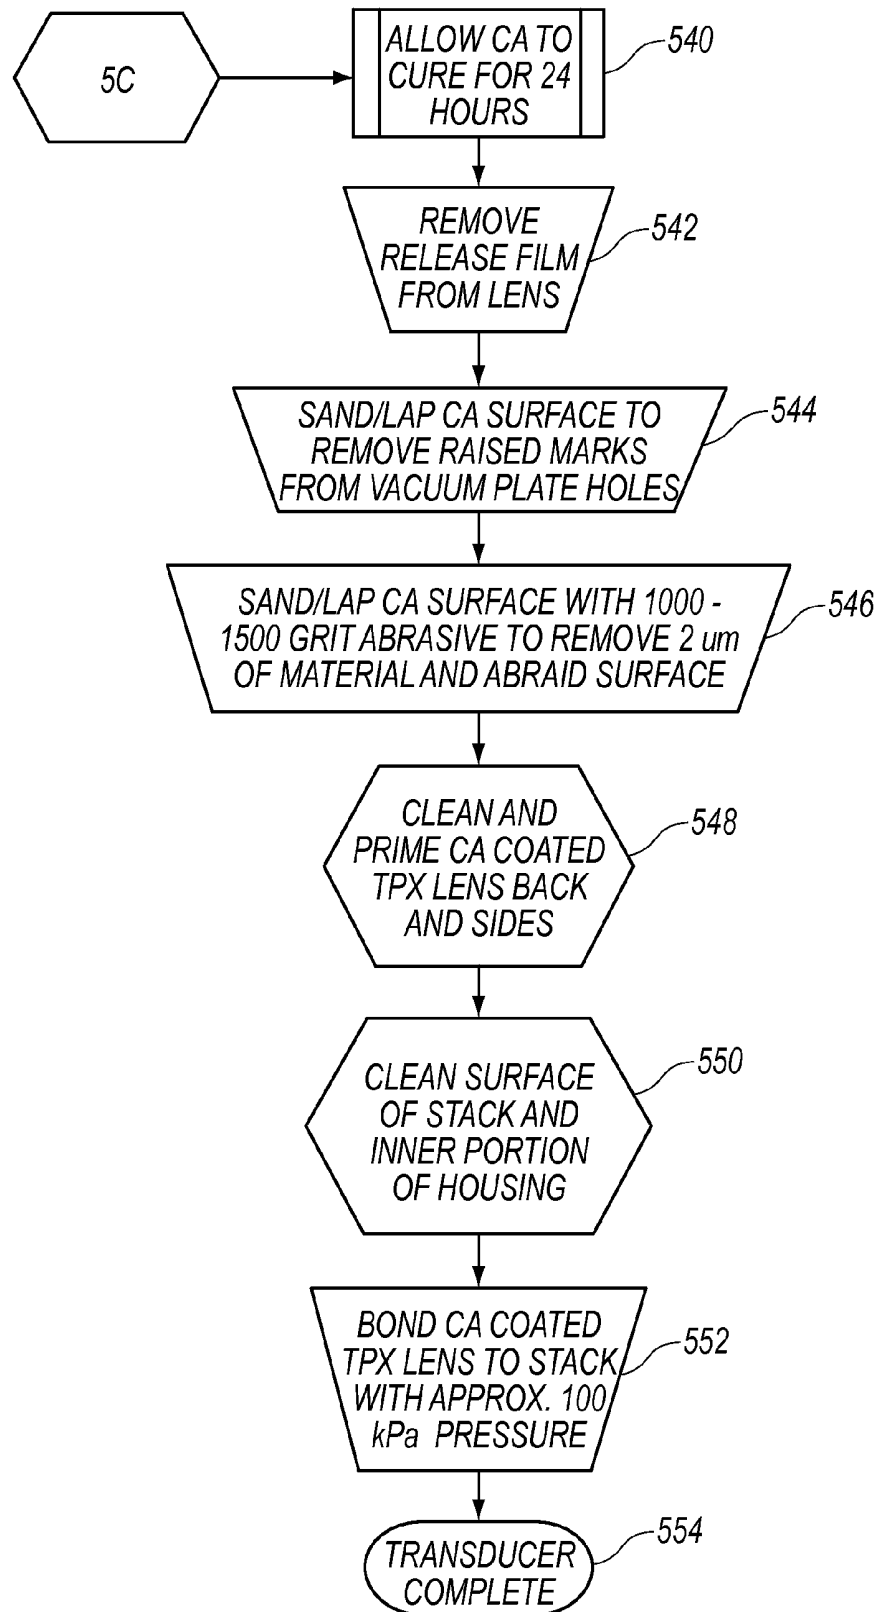 5C
ALLOW CA TO
CURE FOR 24
HOURS
540
REMOVE
RELEASE FILM
FROM LENS
542
SAND/LAP CA SURFACE TO
REMOVE RAISED MARKS
FROM VACUUM PLATE HOLES
544
SAND/LAP CA SURFACE WITH 1000 -
1500 GRIT ABRASIVE TO REMOVE 2 um
OF MATERIAL AND ABRAID SURFACE
546
CLEAN AND
PRIME CA COATED
TPX LENS BACK
AND SIDES
548
CLEAN SURFACE
OF STACK AND
INNER PORTION
OF HOUSING
550
BOND CA COATED
TPX LENS TO STACK
WITH APPROX. 100
kPa PRESSURE
552
TRANSDUCER
COMPLETE
554